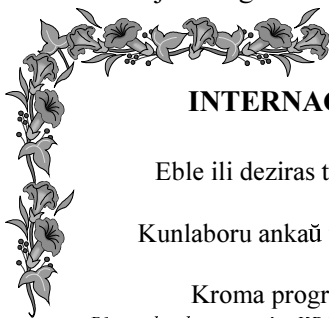 INTERNAC
Eble ili deziras t
Kunlaboru ankaŭ
Kroma progr